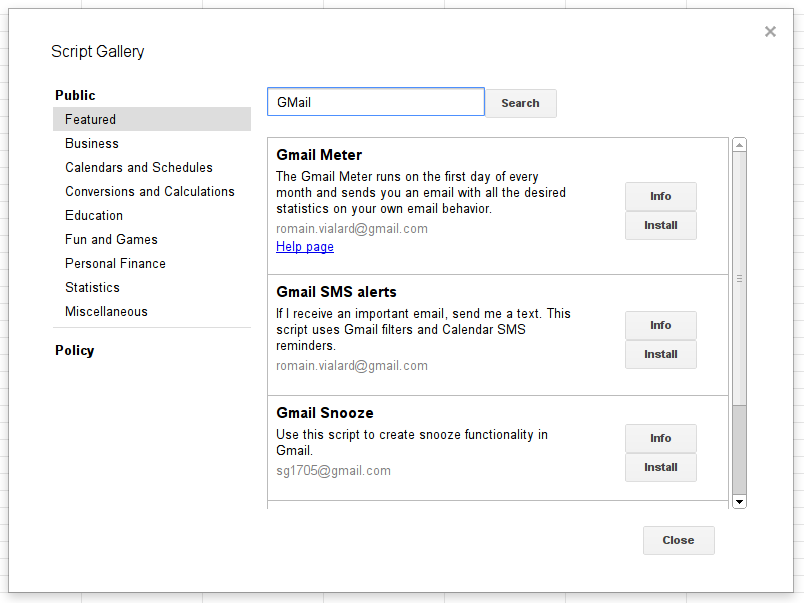 Script Gallery
Public
Featured
Business
Calendars and Schedules
Conversions and Calculations
Education
Fun and Games
Personal Finance
Statistics
Miscellaneous
Policy
GMail
Search
Gmail Meter
The Gmail Meter runs on the first day of every
month and sends you an email with all the desired
statistics on your own email behavior.
romain.vialard@gmail.com
Help page
Info
Install
Gmail SMS alerts
If I receive an important email, send me a text. This
script uses Gmail filters and Calendar SMS
reminders.
romain.vialard@gmail.com
Info
Install
Gmail Snooze
Use this script to create snooze functionality in
Gmail.
sg1705@gmail.com
Info
Install
Close